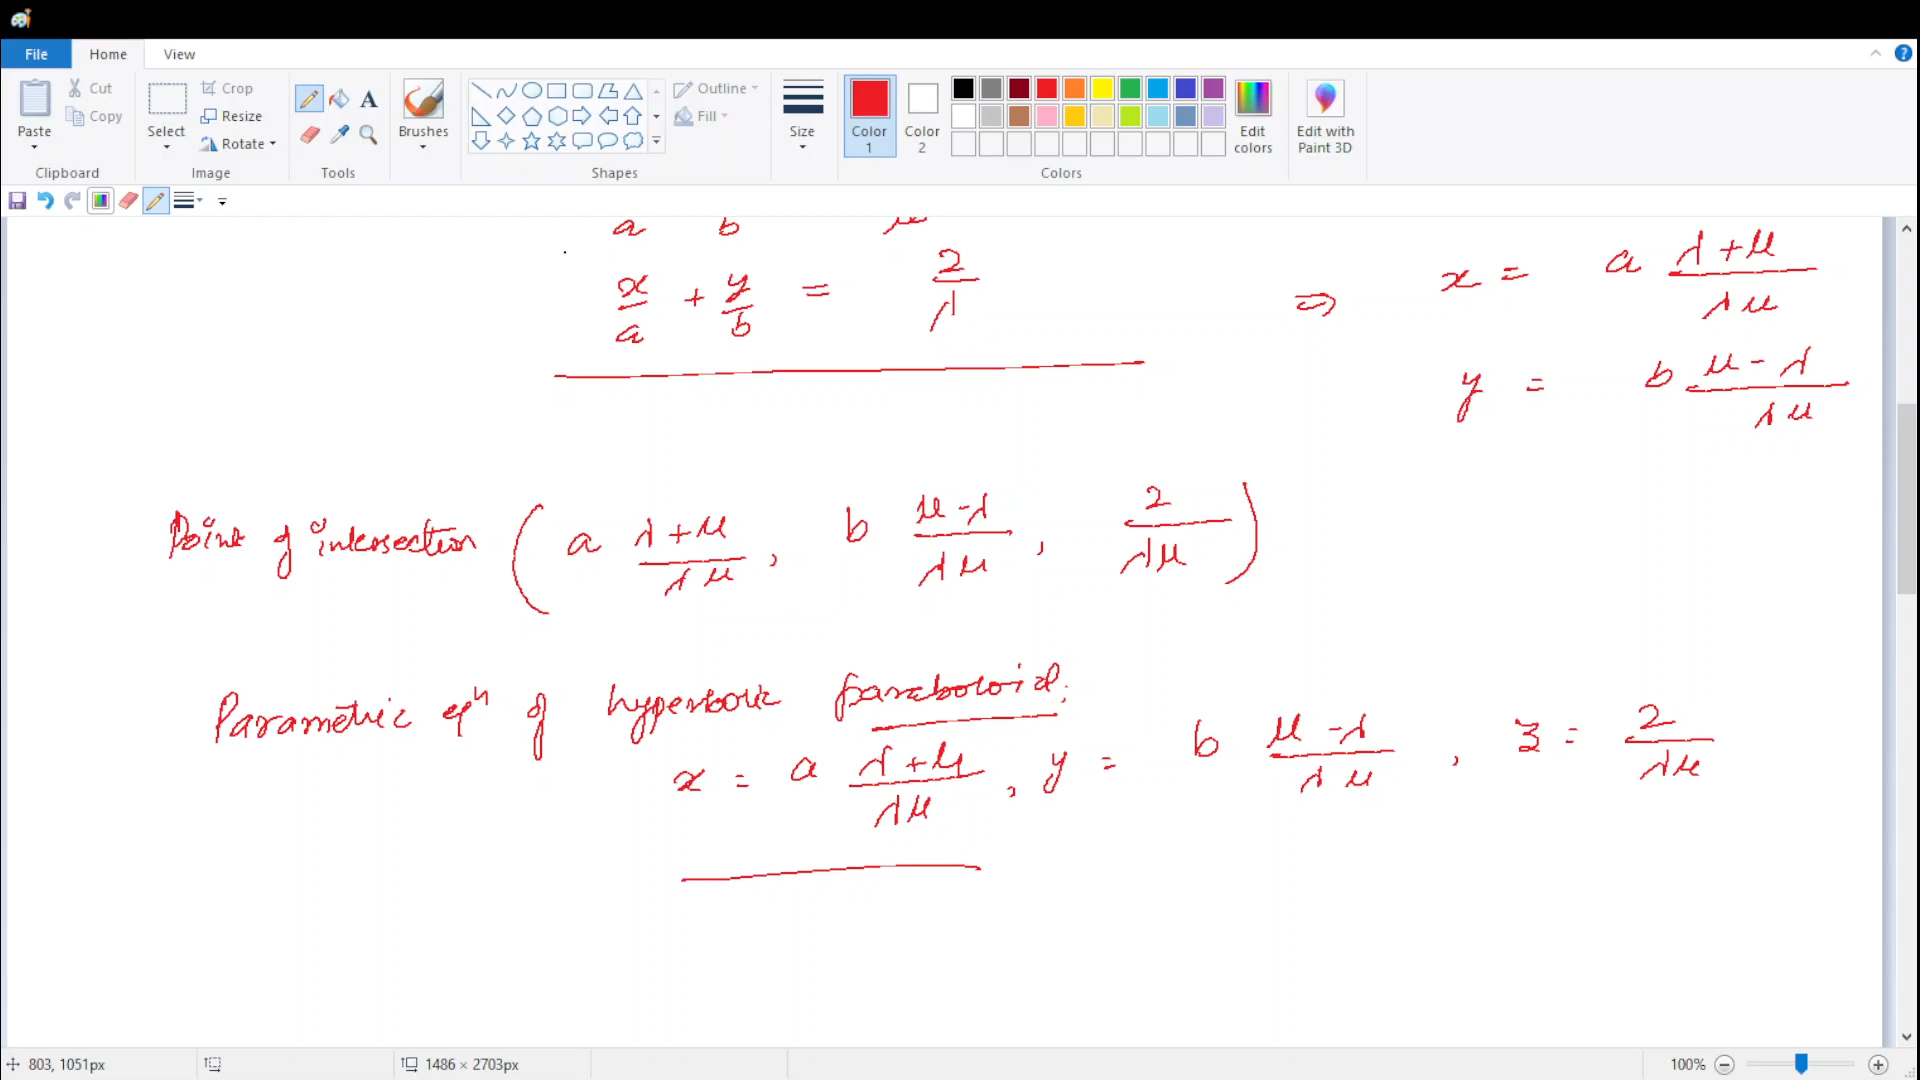 File Home View
Paste Cut Copy Select Crop Resize Rotate A Brushes Outline Fill Size Color 1 Color 2 Edit colors Edit with Paint 3D
Clipboard Image Tools Shapes Colors
a b μ
x/a + y/b = 2/λ ⇒ x = a (λ+μ)/(λμ)
y = b (μ-λ)/(λμ)
Point of intersection ( a (λ+μ)/(λμ), b (μ-λ)/(λμ), 2/(λμ) )
Parametric eqⁿ of hyperbolic paraboloid;
x = a (λ+μ)/(λμ), y = b (μ-λ)/(λμ), z = 2/(λμ)
803, 1051px 1486 × 2703px 100%